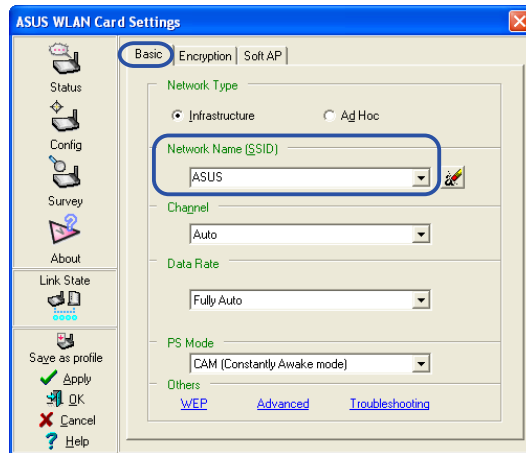 ASUS WLAN Card Settings
Status
Config
Survey
About
Link State
Save as profile
Apply
OK
Cancel
Help
Basic Encryption Soft AP
Network Type
Infrastructure Ad Hoc
Network Name (SSID)
ASUS
Channel
Auto
Data Rate
Fully Auto
PS Mode
CAM (Constantly Awake mode)
Others
WEP Advanced Troubleshooting